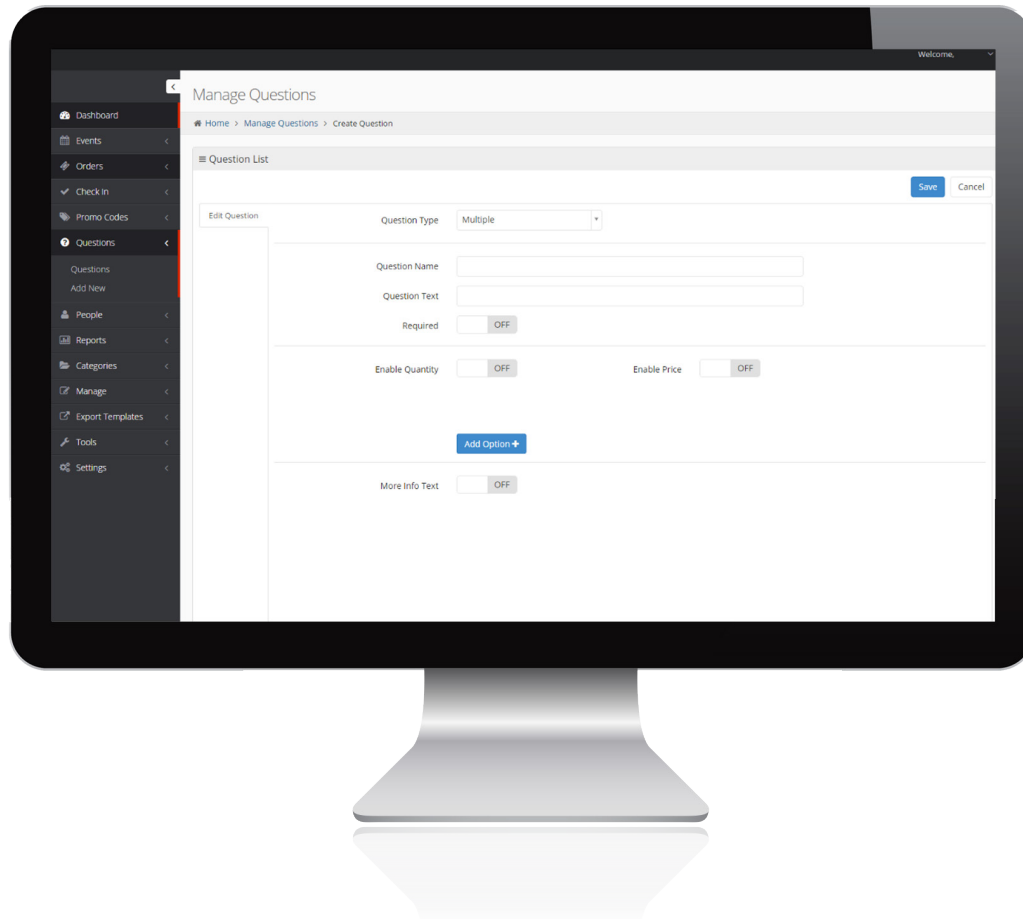 Welcome,
Manage Questions
Home > Manage Questions > Create Question
Dashboard
Events
Orders
Check In
Promo Codes
Questions
Questions
Add New
People
Reports
Categories
Manage
Export Templates
Tools
Settings
Question List
Save Cancel
Edit Question
Question Type Multiple
Question Name
Question Text
Required OFF
Enable Quantity OFF Enable Price OFF
Add Option
More Info Text OFF